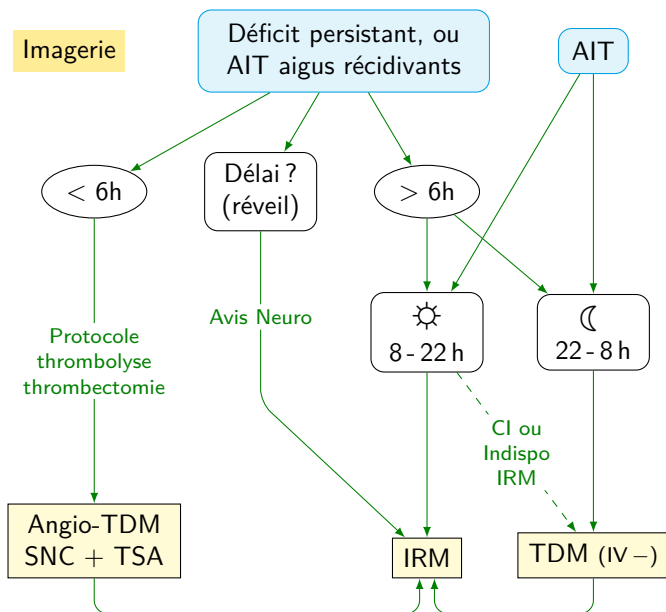 Imagerie
Déficit persistant, ou
AIT aigus récidivants
AIT
< 6h
Délai ?
(réveil)
> 6h
Avis Neuro
8 - 22 h
22 - 8 h
Protocole
thrombolyse
thrombectomie
CI ou
Indispo
IRM
Angio-TDM
SNC + TSA
IRM
TDM (IV −)